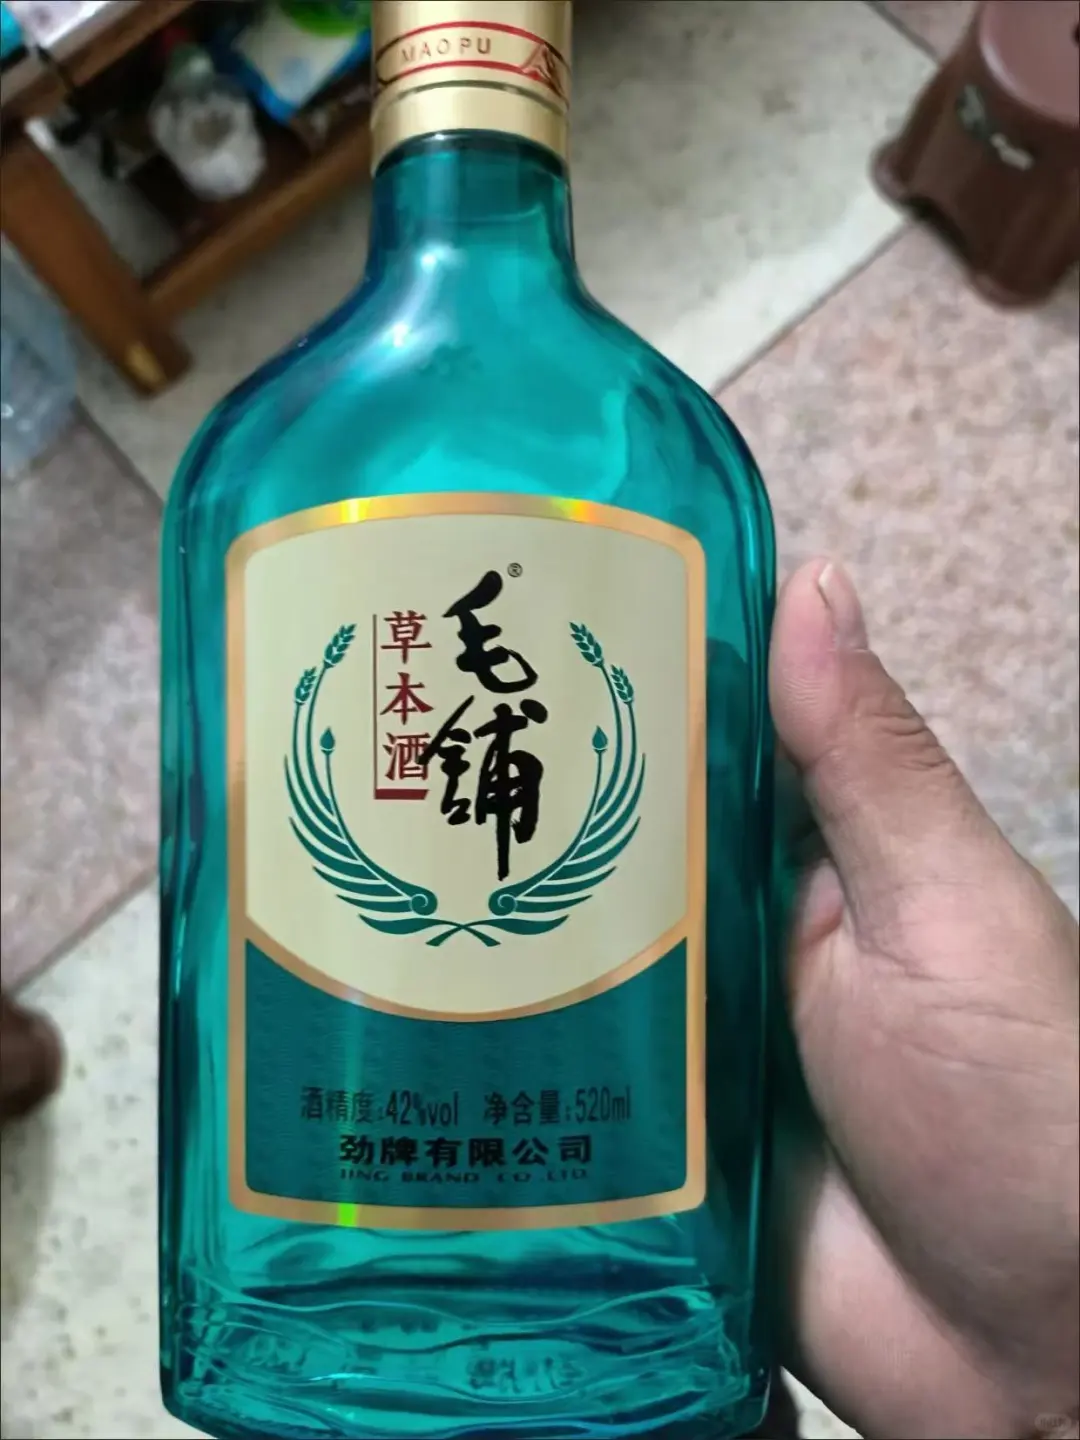 MAOPU
毛舖®
草本酒
酒精度:42%vol 净含量:520ml
劲牌有限公司
JING BRAND CO.,LTD.